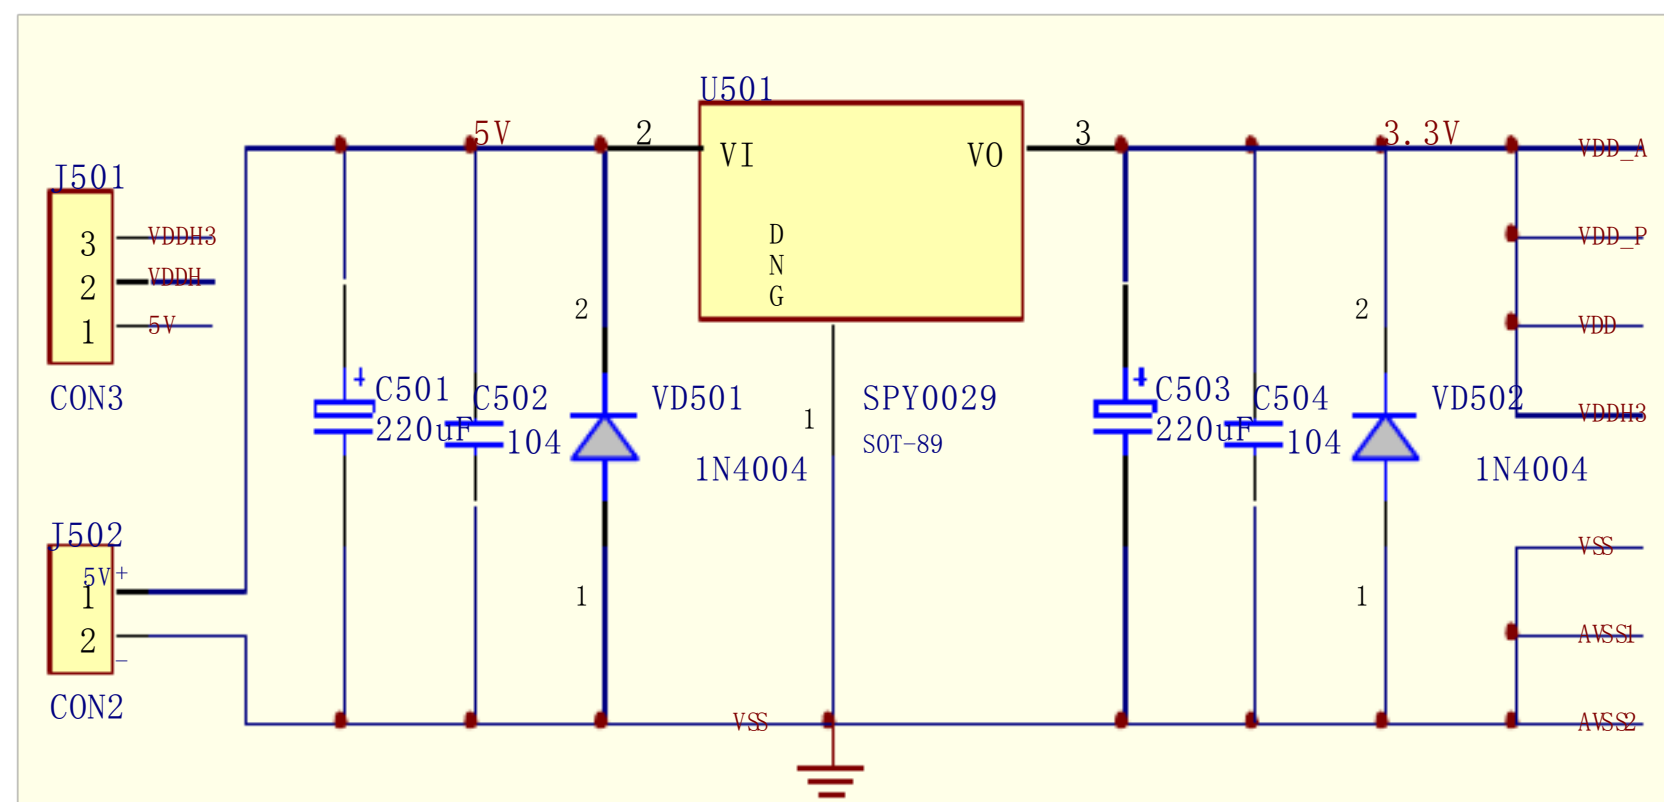 U501
5V
2
VI
VO
3
3.3V
VDD_A
J501
3
VDDH3
2
VDDH
1
5V
CON3
D
N
G
VDD_P
2
2
VDD
C501
220uF
C502
104
VD501
1N4004
1
SPY0029
SOT-89
C503
220uF
C504
104
VD502
1N4004
VDDH3
J502
5V+
1
2
-
CON2
1
1
VSS
AVSS1
VSS
AVSS2